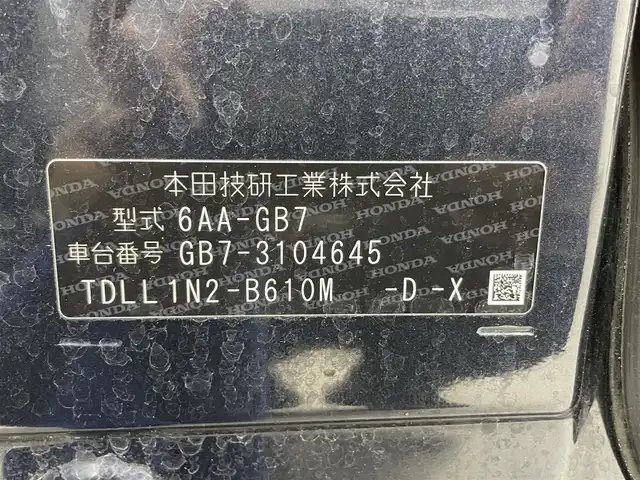 本田技研工業株式会社
型式 6AA-GB7
車台番号 GB7-3104645
TDLL1N2-B610M -D-X